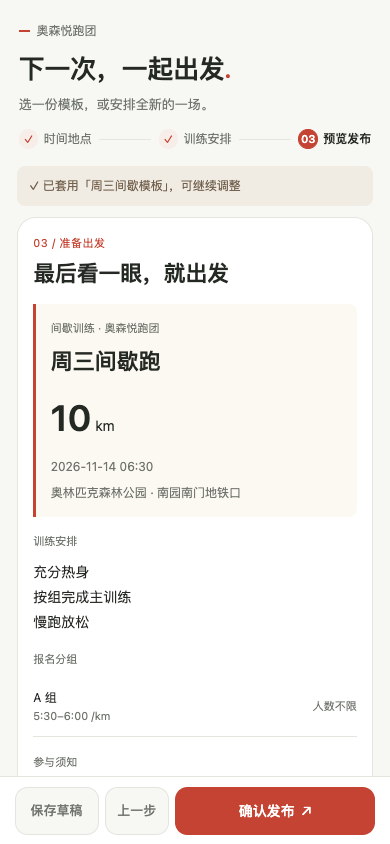 奥森悦跑团
下一次，一起出发.
选一份模板，或安排全新的一场。
✓ 时间地点 ✓ 训练安排 03 预览发布
✓ 已套用「周三间歇模板」，可继续调整
03 / 准备出发
最后看一眼，就出发
间歇训练 · 奥森悦跑团
周三间歇跑
10 km
2026-11-14 06:30
奥林匹克森林公园 · 南园南门地铁口
训练安排
充分热身
按组完成主训练
慢跑放松
报名分组
A 组
5:30–6:00 /km
人数不限
参与须知
保存草稿 上一步 确认发布 ↗